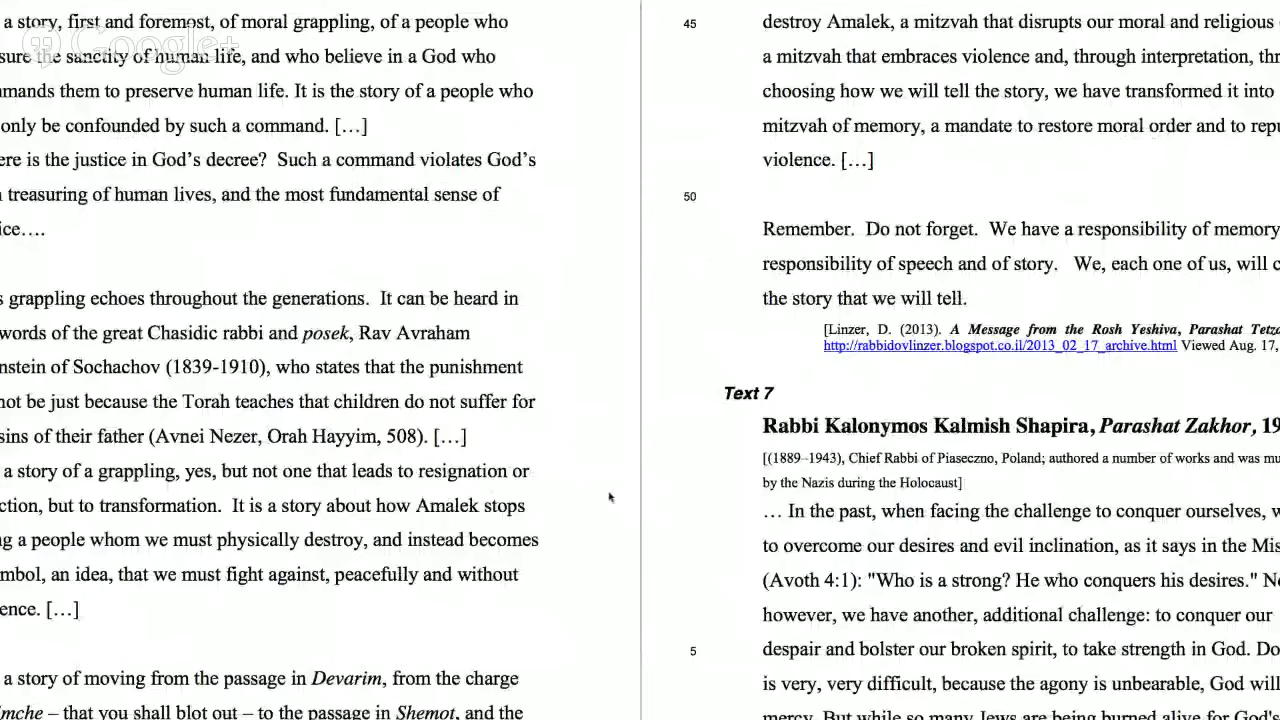 Google+
a story, first and foremost, of moral grappling, of a people who
sure the sanctity of human life, and who believe in a God who
mands them to preserve human life. It is the story of a people who
only be confounded by such a command. […]
ere is the justice in God’s decree? Such a command violates God’s
treasuring of human lives, and the most fundamental sense of
ice….
s grappling echoes throughout the generations. It can be heard in
words of the great Chasidic rabbi and posek, Rav Avraham
nstein of Sochachov (1839-1910), who states that the punishment
not be just because the Torah teaches that children do not suffer for
sins of their father (Avnei Nezer, Orah Hayyim, 508). […]
a story of a grappling, yes, but not one that leads to resignation or
ction, but to transformation. It is a story about how Amalek stops
g a people whom we must physically destroy, and instead becomes
mbol, an idea, that we must fight against, peacefully and without
ence. […]
a story of moving from the passage in Devarim, from the charge
mche – that you shall blot out – to the passage in Shemot, and the
45
destroy Amalek, a mitzvah that disrupts our moral and religious
a mitzvah that embraces violence and, through interpretation, thr
choosing how we will tell the story, we have transformed it into
mitzvah of memory, a mandate to restore moral order and to repu
violence. […]
50
Remember. Do not forget. We have a responsibility of memory
responsibility of speech and of story. We, each one of us, will c
the story that we will tell.
[Linzer, D. (2013). A Message from the Rosh Yeshiva, Parashat Tetza
http://rabbidovlinzer.blogspot.co.il/2013_02_17_archive.html Viewed Aug. 17,
Text 7
Rabbi Kalonymos Kalmish Shapira, Parashat Zakhor, 19
[(1889–1943), Chief Rabbi of Piaseczno, Poland; authored a number of works and was mu
by the Nazis during the Holocaust]
… In the past, when facing the challenge to conquer ourselves, w
to overcome our desires and evil inclination, as it says in the Mis
(Avoth 4:1): "Who is a strong? He who conquers his desires." No
however, we have another, additional challenge: to conquer our
5
despair and bolster our broken spirit, to take strength in God. Do
is very, very difficult, because the agony is unbearable, God will
mercy. But while so many Jews are being burned alive for God's